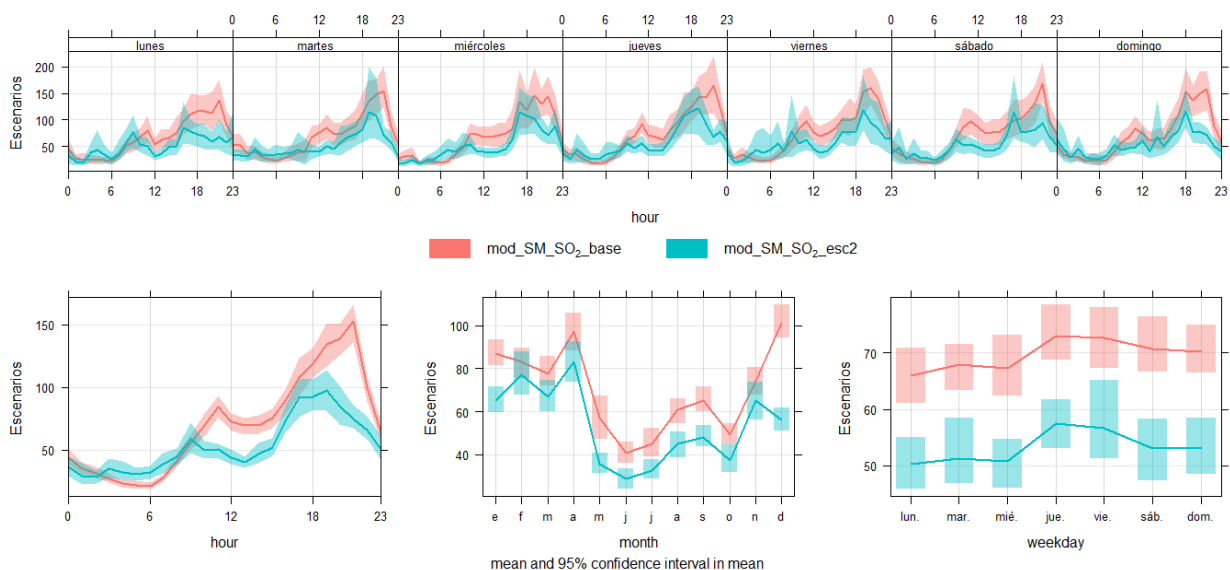 0 6 12 18 23 0 6 12 18 23 0 6 12 18 23
lunes martes miércoles jueves viernes sábado domingo
Escenarios
200
150
100
50
0 6 12 18 23 0 6 12 18 23 0 6 12 18 23 0 6 12 18 23
hour
mod_SM_SO₂_base mod_SM_SO₂_esc2
Escenarios
150
100
50
0 6 12 18 23
hour
Escenarios
100
80
60
40
e f m a m j j a s o n d
month
Escenarios
70
60
50
lun. mar. mié. jue. vie. sáb. dom.
weekday
mean and 95% confidence interval in mean